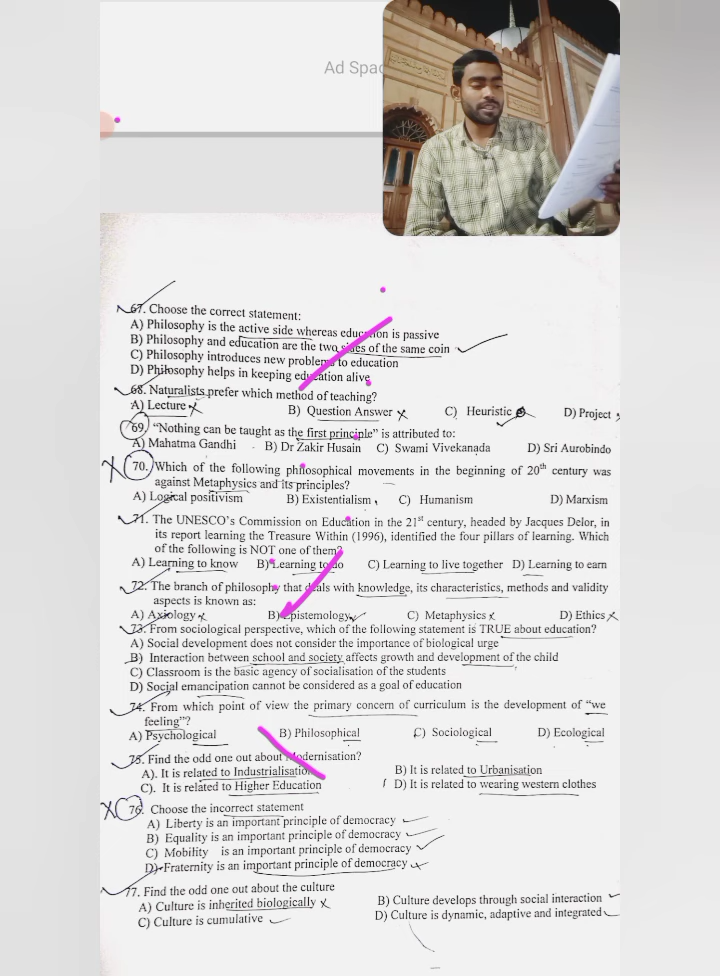 Ad Spac
67. Choose the correct statement:
A) Philosophy is the active side whereas education is passive
B) Philosophy and education are the two sides of the same coin
C) Philosophy introduces new problems to education
D) Philosophy helps in keeping education alive
68. Naturalists prefer which method of teaching?
A) Lecture B) Question Answer C) Heuristic D) Project
69. “Nothing can be taught as the first principle” is attributed to:
A) Mahatma Gandhi B) Dr Zakir Husain C) Swami Vivekanada D) Sri Aurobindo
70. Which of the following philosophical movements in the beginning of 20th century was
against Metaphysics and its principles?
A) Logical positivism B) Existentialism C) Humanism D) Marxism
71. The UNESCO's Commission on Education in the 21st century, headed by Jacques Delor, in
its report learning the Treasure Within (1996), identified the four pillars of learning. Which
of the following is NOT one of them?
A) Learning to know B) Learning to do C) Learning to live together D) Learning to earn
72. The branch of philosophy that deals with knowledge, its characteristics, methods and validity
aspects is known as:
A) Axiology B) Epistemology C) Metaphysics D) Ethics
73. From sociological perspective, which of the following statement is TRUE about education?
A) Social development does not consider the importance of biological urge
B) Interaction between school and society affects growth and development of the child
C) Classroom is the basic agency of socialisation of the students
D) Social emancipation cannot be considered as a goal of education
74. From which point of view the primary concern of curriculum is the development of “we
feeling”?
A) Psychological B) Philosophical C) Sociological D) Ecological
75. Find the odd one out about Modernisation?
A). It is related to Industrialisation B) It is related to Urbanisation
C). It is related to Higher Education D) It is related to wearing western clothes
76. Choose the incorrect statement
A) Liberty is an important principle of democracy
B) Equality is an important principle of democracy
C) Mobility is an important principle of democracy
D) Fraternity is an important principle of democracy
77. Find the odd one out about the culture
A) Culture is inherited biologically B) Culture develops through social interaction
C) Culture is cumulative D) Culture is dynamic, adaptive and integrated